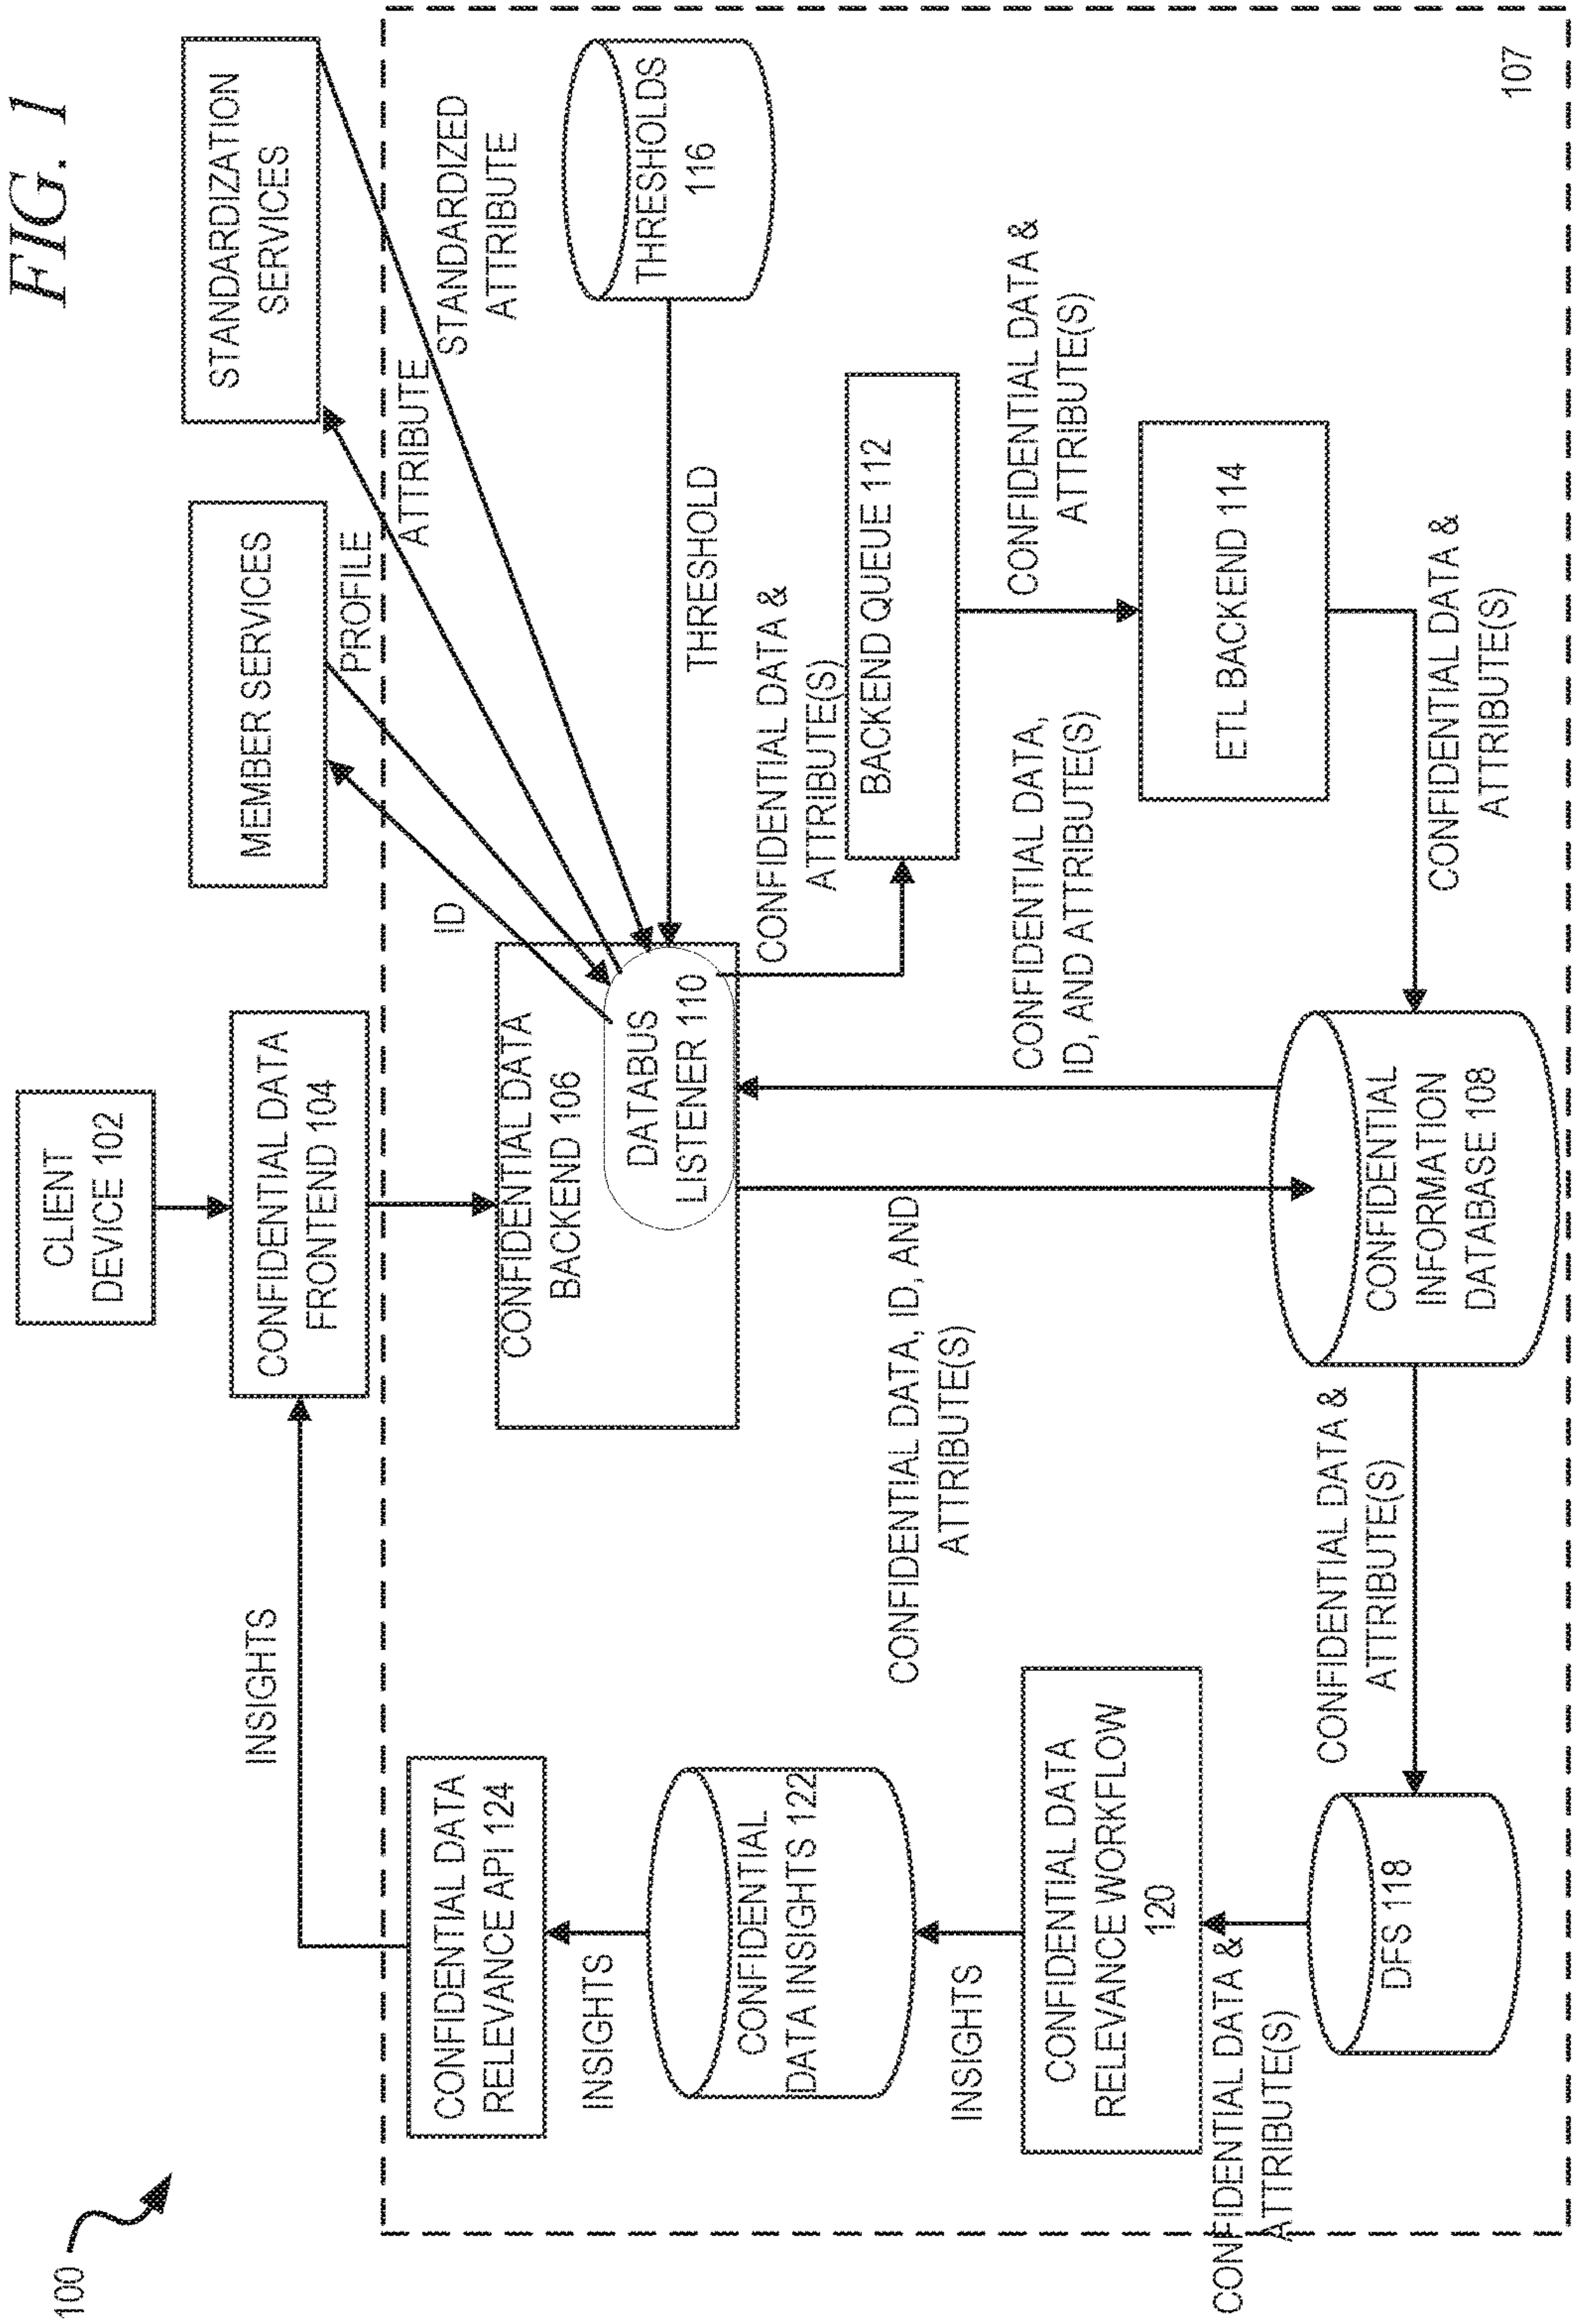 FIG. 1
100
CLIENT
DEVICE 102
CONFIDENTIAL DATA
FRONTEND 104
INSIGHTS
MEMBER SERVICES
STANDARDIZATION
SERVICES
ID
PROFILE
ATTRIBUTE
STANDARDIZED
ATTRIBUTE
CONFIDENTIAL DATA
RELEVANCE API 124
CONFIDENTIAL DATA
BACKEND 106
DATABUS
LISTENER 110
THRESHOLD
THRESHOLDS
116
INSIGHTS
CONFIDENTIAL
DATA INSIGHTS 122
CONFIDENTIAL DATA &
ATTRIBUTE(S)
BACKEND QUEUE 112
CONFIDENTIAL DATA, ID, AND
ATTRIBUTE(S)
INSIGHTS
CONFIDENTIAL DATA,
ID, AND ATTRIBUTE(S)
CONFIDENTIAL DATA &
ATTRIBUTE(S)
CONFIDENTIAL DATA
RELEVANCE WORKFLOW
120
ETL BACKEND 114
CONFIDENTIAL DATA &
ATTRIBUTE(S)
CONFIDENTIAL DATA &
ATTRIBUTE(S)
DFS 118
CONFIDENTIAL
INFORMATION
DATABASE 108
CONFIDENTIAL DATA &
ATTRIBUTE(S)
107